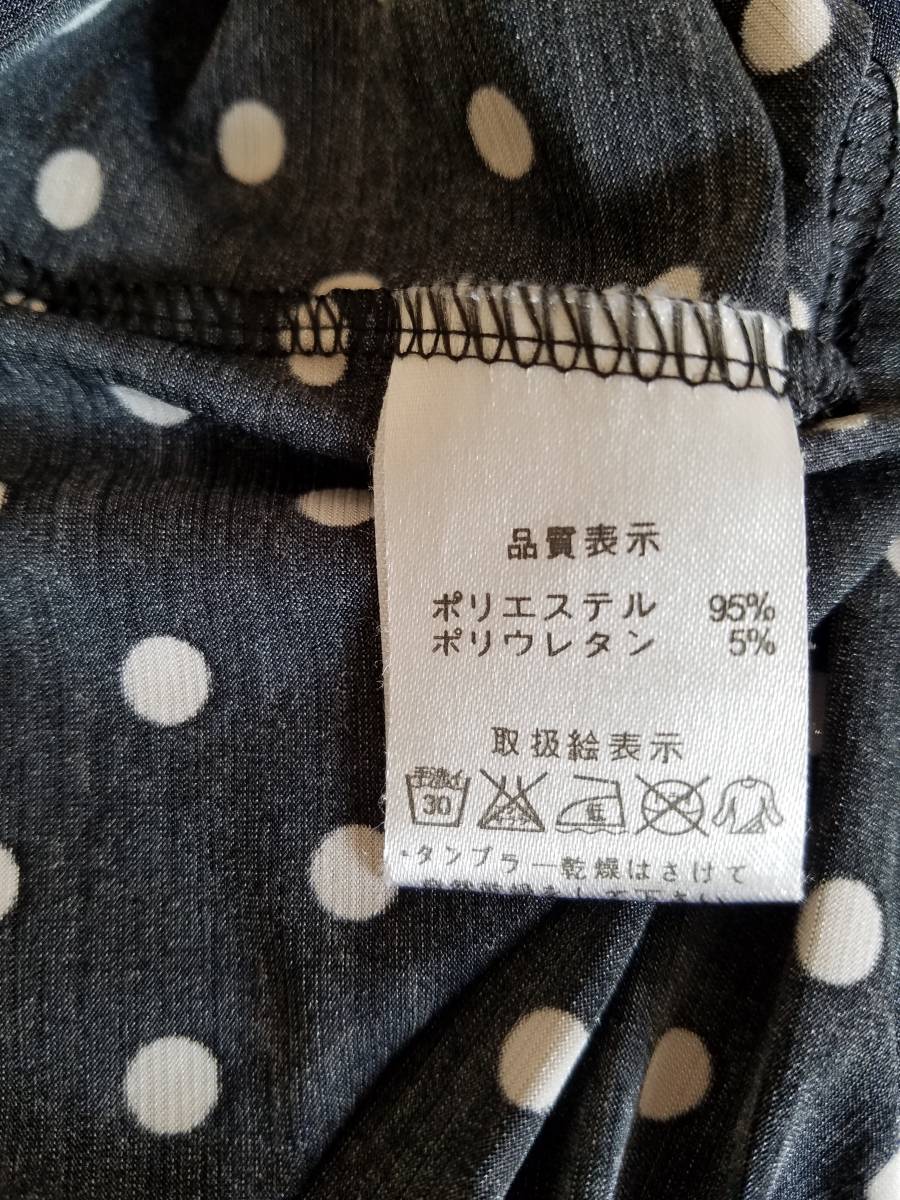 品質表示
ポリエステル 95%
ポリウレタン 5%
取扱絵表示
手洗イ
30
低
・タンブラー乾燥はさけて